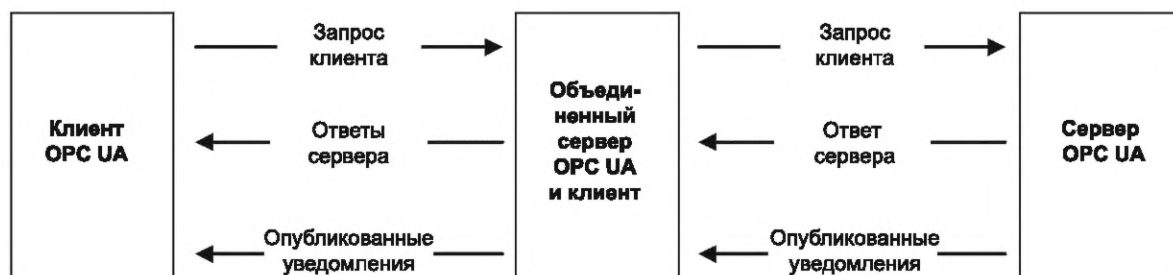 Клиент
OPC UA
Запрос
клиента
Ответы
сервера
Опубликованные
уведомления
Объеди-
ненный
сервер
OPC UA
и клиент
Запрос
клиента
Ответ
сервера
Опубликованные
уведомления
Сервер
OPC UA